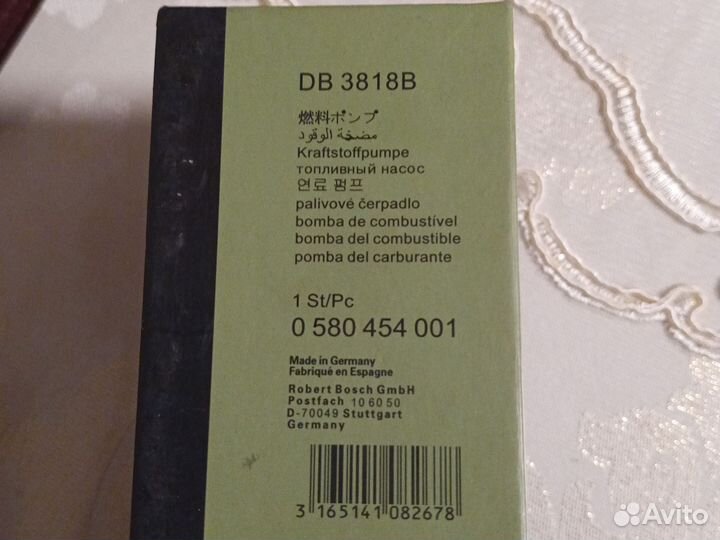 DB 3818B
燃料ポンプ
مضخة الوقود
Kraftstoffpumpe
топливный насос
연료 펌프
palivové čerpadlo
bomba de combustível
bomba del combustible
pomba del carburante
1 St/Pc
0 580 454 001
Made in Germany
Fabriqué en Espagne
Robert Bosch GmbH
Postfach 10 60 50
D-70049 Stuttgart
Germany
3 165141 082678
Avito